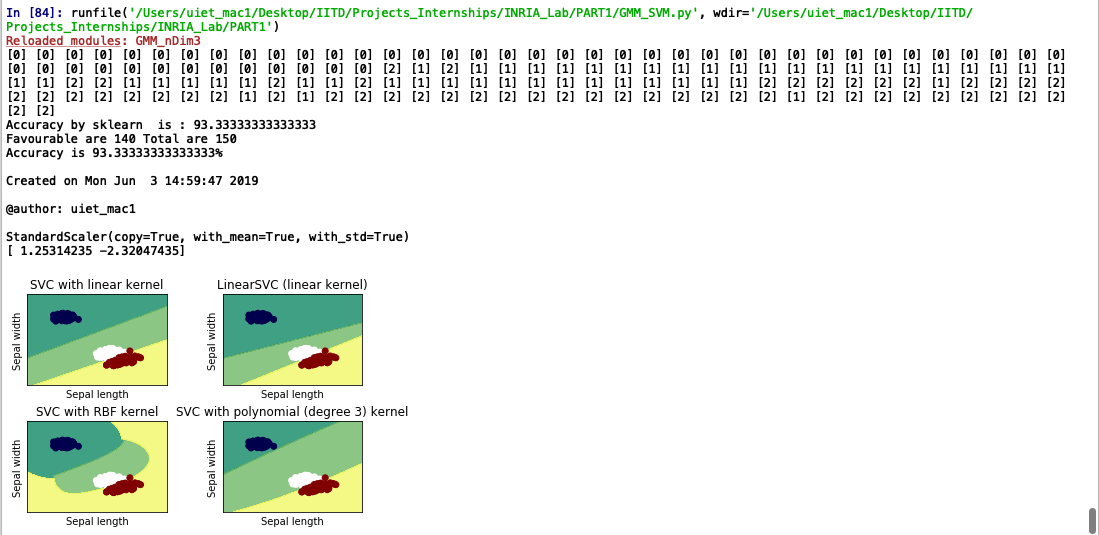 In [84]: runfile('/Users/uiet_mac1/Desktop/IITD/Projects_Internships/INRIA_Lab/PART1/GMM_SVM.py', wdir='/Users/uiet_mac1/Desktop/IITD/
Projects_Internships/INRIA_Lab/PART1')
Reloaded modules: GMM_nDim3
[0] [0] [0] [0] [0] [0] [0] [0] [0] [0] [0] [0] [0] [0] [0] [0] [0] [0] [0] [0] [0] [0] [0] [0] [0] [0] [0] [0] [0] [0] [0] [0] [0] [0] [0] [0] [0]
[0] [0] [0] [0] [0] [0] [0] [0] [0] [0] [0] [0] [0] [2] [1] [2] [1] [1] [1] [1] [1] [1] [1] [1] [1] [1] [1] [1] [1] [1] [1] [1] [1] [1] [1] [1] [1]
[1] [1] [2] [2] [1] [1] [1] [1] [1] [2] [1] [1] [1] [1] [1] [1] [1] [1] [1] [1] [1] [1] [1] [1] [1] [1] [2] [2] [2] [2] [2] [2] [1] [2] [2] [2] [2]
[2] [2] [2] [2] [2] [2] [2] [2] [1] [2] [1] [2] [2] [2] [2] [2] [2] [2] [2] [2] [2] [2] [2] [2] [2] [2] [2] [1] [2] [2] [2] [2] [2] [2] [2] [2] [2]
[2] [2]
Accuracy by sklearn  is : 93.33333333333333
Favourable are 140 Total are 150
Accuracy is 93.33333333333333%
Created on Mon Jun  3 14:59:47 2019
@author: uiet_mac1
StandardScaler(copy=True, with_mean=True, with_std=True)
[ 1.25314235 -2.32047435]
SVC with linear kernel
LinearSVC (linear kernel)
Sepal width
Sepal width
Sepal length
Sepal length
SVC with RBF kernel
SVC with polynomial (degree 3) kernel
Sepal width
Sepal width
Sepal length
Sepal length